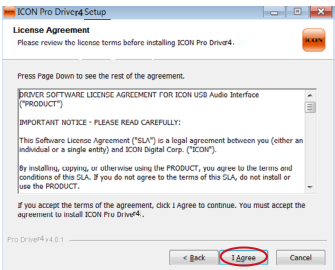 ICON Pro Driver4 Setup
License Agreement
Please review the license terms before installing ICON Pro Driver4.
ICON
Press Page Down to see the rest of the agreement.
DRIVER SOFTWARE LICENSE AGREEMENT FOR ICON USB Audio Interface
("PRODUCT")
IMPORTANT NOTICE - PLEASE READ CAREFULLY:
This Software License Agreement ("SLA") is a legal agreement between you (either an
individual or a single entity) and ICON Digital Corp. ("ICON").
By installing, copying, or otherwise using the PRODUCT, you agree to the terms and
conditions of this SLA. If you do not agree to the terms of this SLA, do not install or
use the PRODUCT.
If you accept the terms of the agreement, click I Agree to continue. You must accept the
agreement to install ICON Pro Driver4.
Pro Driver4 v4.0.1
< Back
I Agree
Cancel